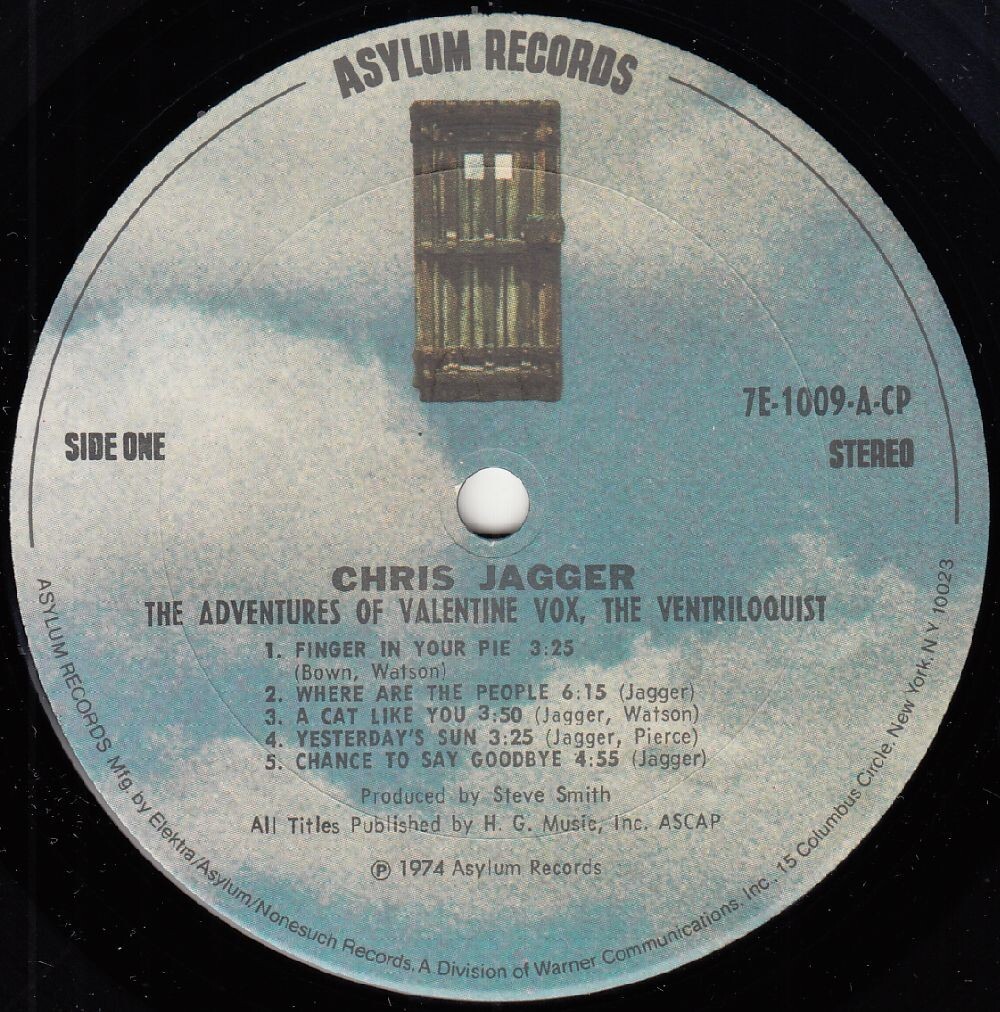 ASYLUM RECORDS
7E-1009-A-CP
SIDE ONE
STEREO
CHRIS JAGGER
THE ADVENTURES OF VALENTINE VOX, THE VENTRILOQUIST
1. FINGER IN YOUR PIE 3:25
(Bown, Watson)
2. WHERE ARE THE PEOPLE 6:15 (Jagger)
3. A CAT LIKE YOU 3:50 (Jagger, Watson)
4. YESTERDAY'S SUN 3:25 (Jagger, Pierce)
5. CHANCE TO SAY GOODBYE 4:55 (Jagger)
Produced by Steve Smith
All Titles Published by H. G. Music, Inc. ASCAP
Ⓟ 1974 Asylum Records
ASYLUM RECORDS Mfg. by Elektra/Asylum/Nonesuch Records, A Division of Warner Communications, Inc., 15 Columbus Circle, New York, N.Y. 10023